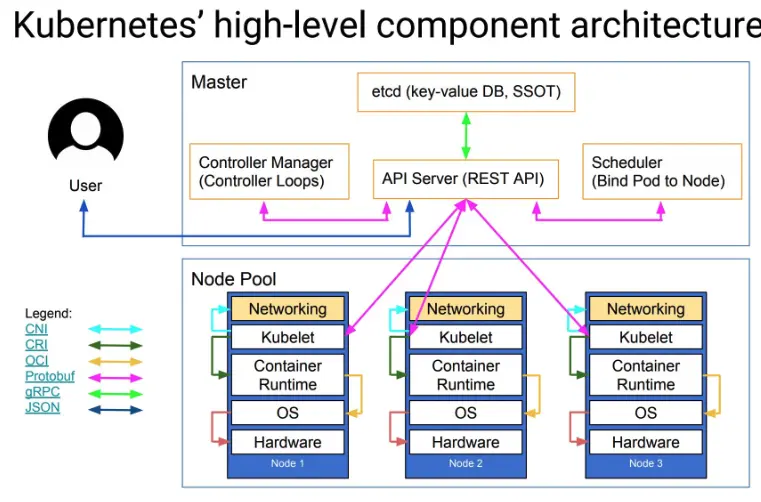 Kubernetes' high-level component architecture
Master
etcd (key-value DB, SSOT)
Controller Manager
(Controller Loops)
API Server (REST API)
Scheduler
(Bind Pod to Node)
User
Node Pool
Legend:
CNI
CRI
OCI
Protobuf
gRPC
JSON
Networking
Kubelet
Container
Runtime
OS
Hardware
Node 1
Networking
Kubelet
Container
Runtime
OS
Hardware
Node 2
Networking
Kubelet
Container
Runtime
OS
Hardware
Node 3